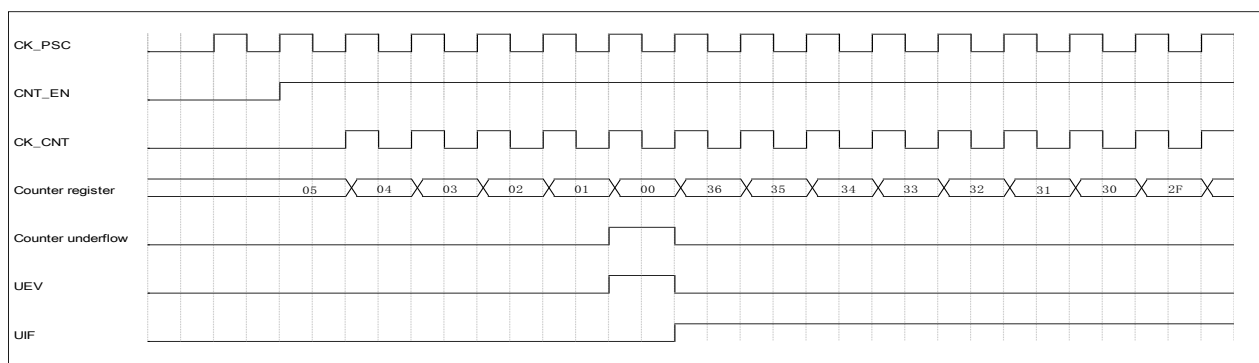 CK_PSC
CNT_EN
CK_CNT
Counter register 05 04 03 02 01 00 36 35 34 33 32 31 30 2F
Counter underflow
UEV
UIF